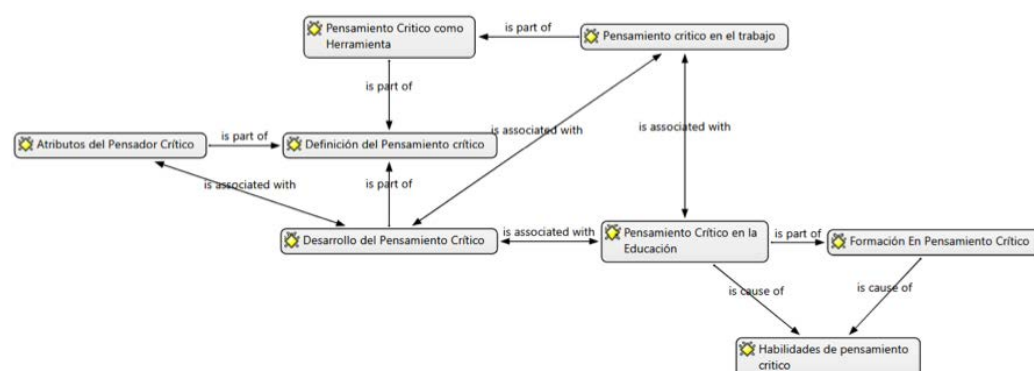 Pensamiento Critico como
Herramienta
is part of
Pensamiento critico en el trabajo
is part of
is associated with
is associated with
Atributos del Pensador Crítico
is part of
Definición del Pensamiento crítico
is associated with
is part of
Desarrollo del Pensamiento Crítico
is associated with
Pensamiento Crítico en la
Educación
is part of
Formación En Pensamiento Crítico
is cause of
is cause of
Habilidades de pensamiento
critico